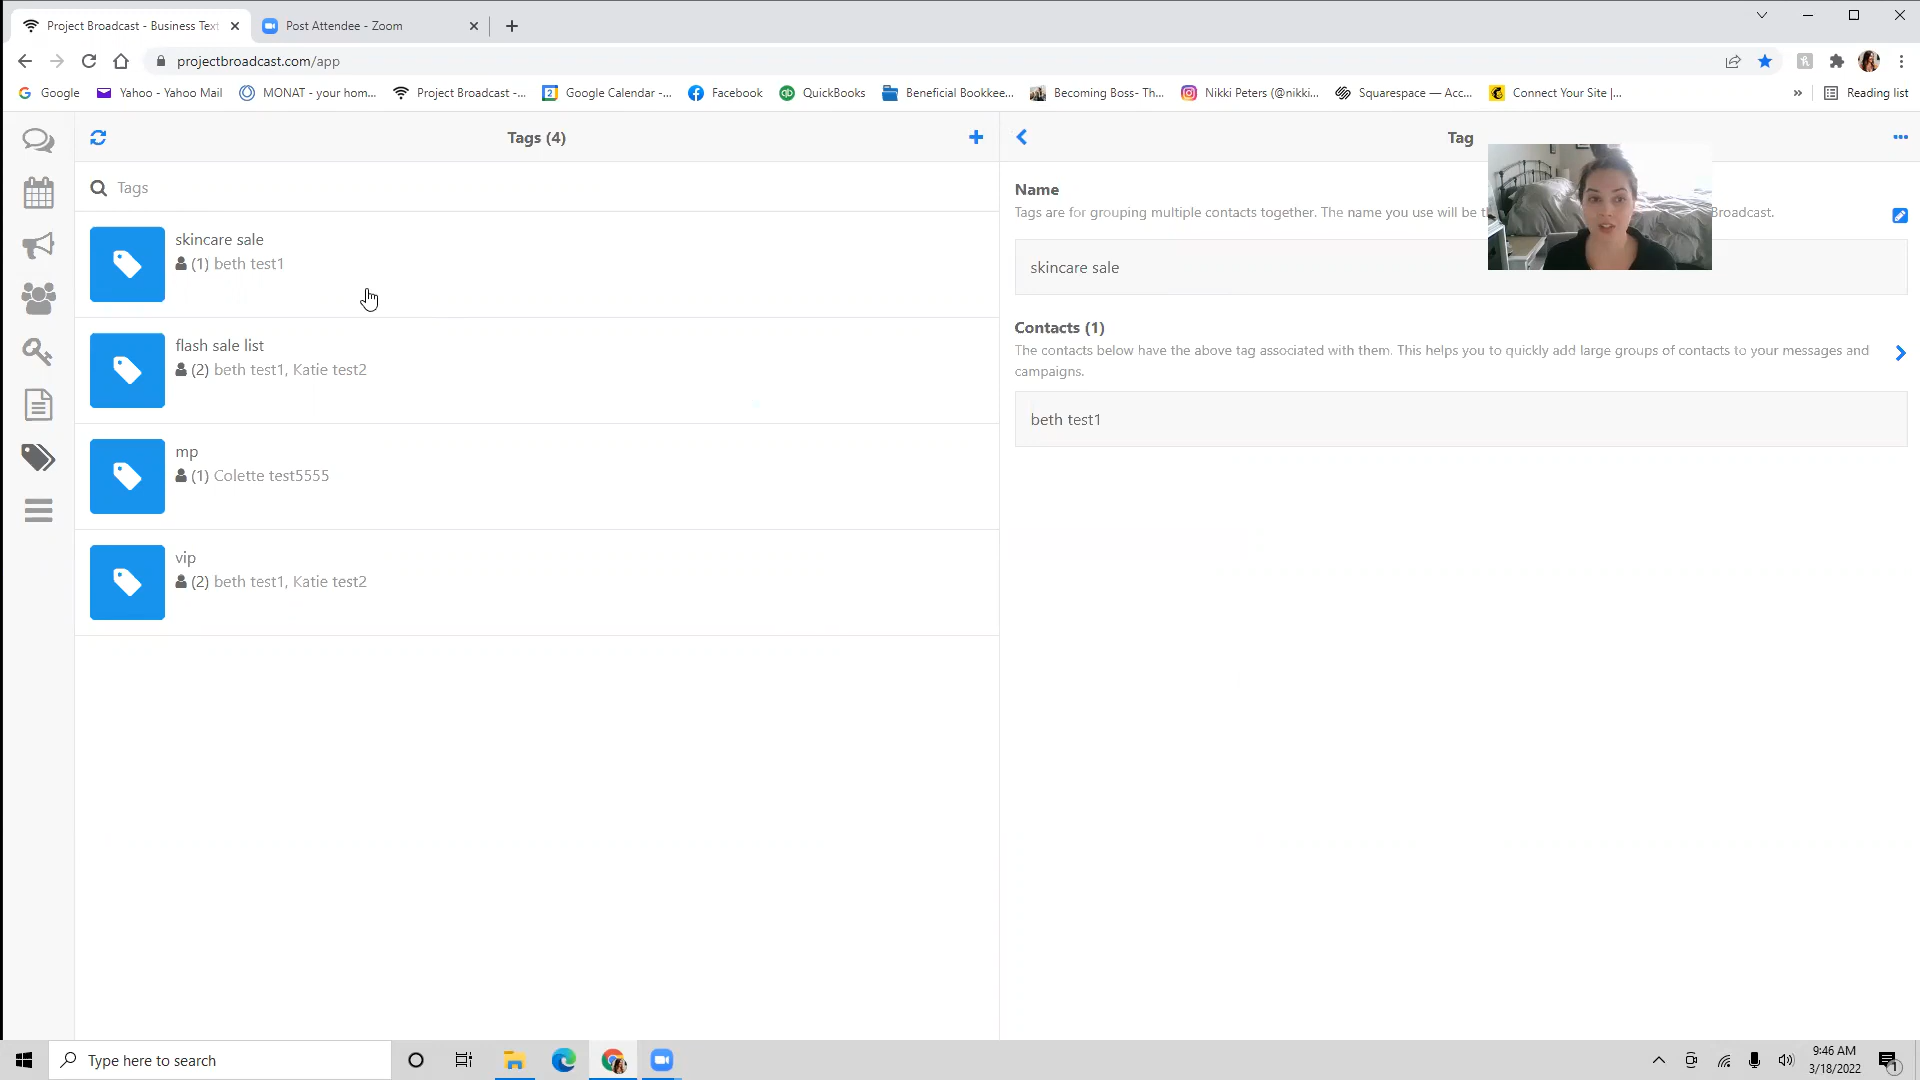 Project Broadcast - Business Text
Post Attendee - Zoom
projectbroadcast.com/app
Google
Yahoo - Yahoo Mail
MONAT - your hom...
Project Broadcast -...
Google Calendar -...
Facebook
QuickBooks
Beneficial Bookkee...
Becoming Boss- Th...
Nikki Peters (@nikki...
Squarespace — Acc...
Connect Your Site |...
»
Reading list
Tags (4)
Tags
skincare sale
(1) beth test1
flash sale list
(2) beth test1, Katie test2
mp
(1) Colette test5555
vip
(2) beth test1, Katie test2
Tag
Name
Tags are for grouping multiple contacts together. The name you use will be Broadcast.
skincare sale
Contacts (1)
The contacts below have the above tag associated with them. This helps you to quickly add large groups of contacts to your messages and
campaigns.
beth test1
Type here to search
9:46 AM
3/18/2022
1